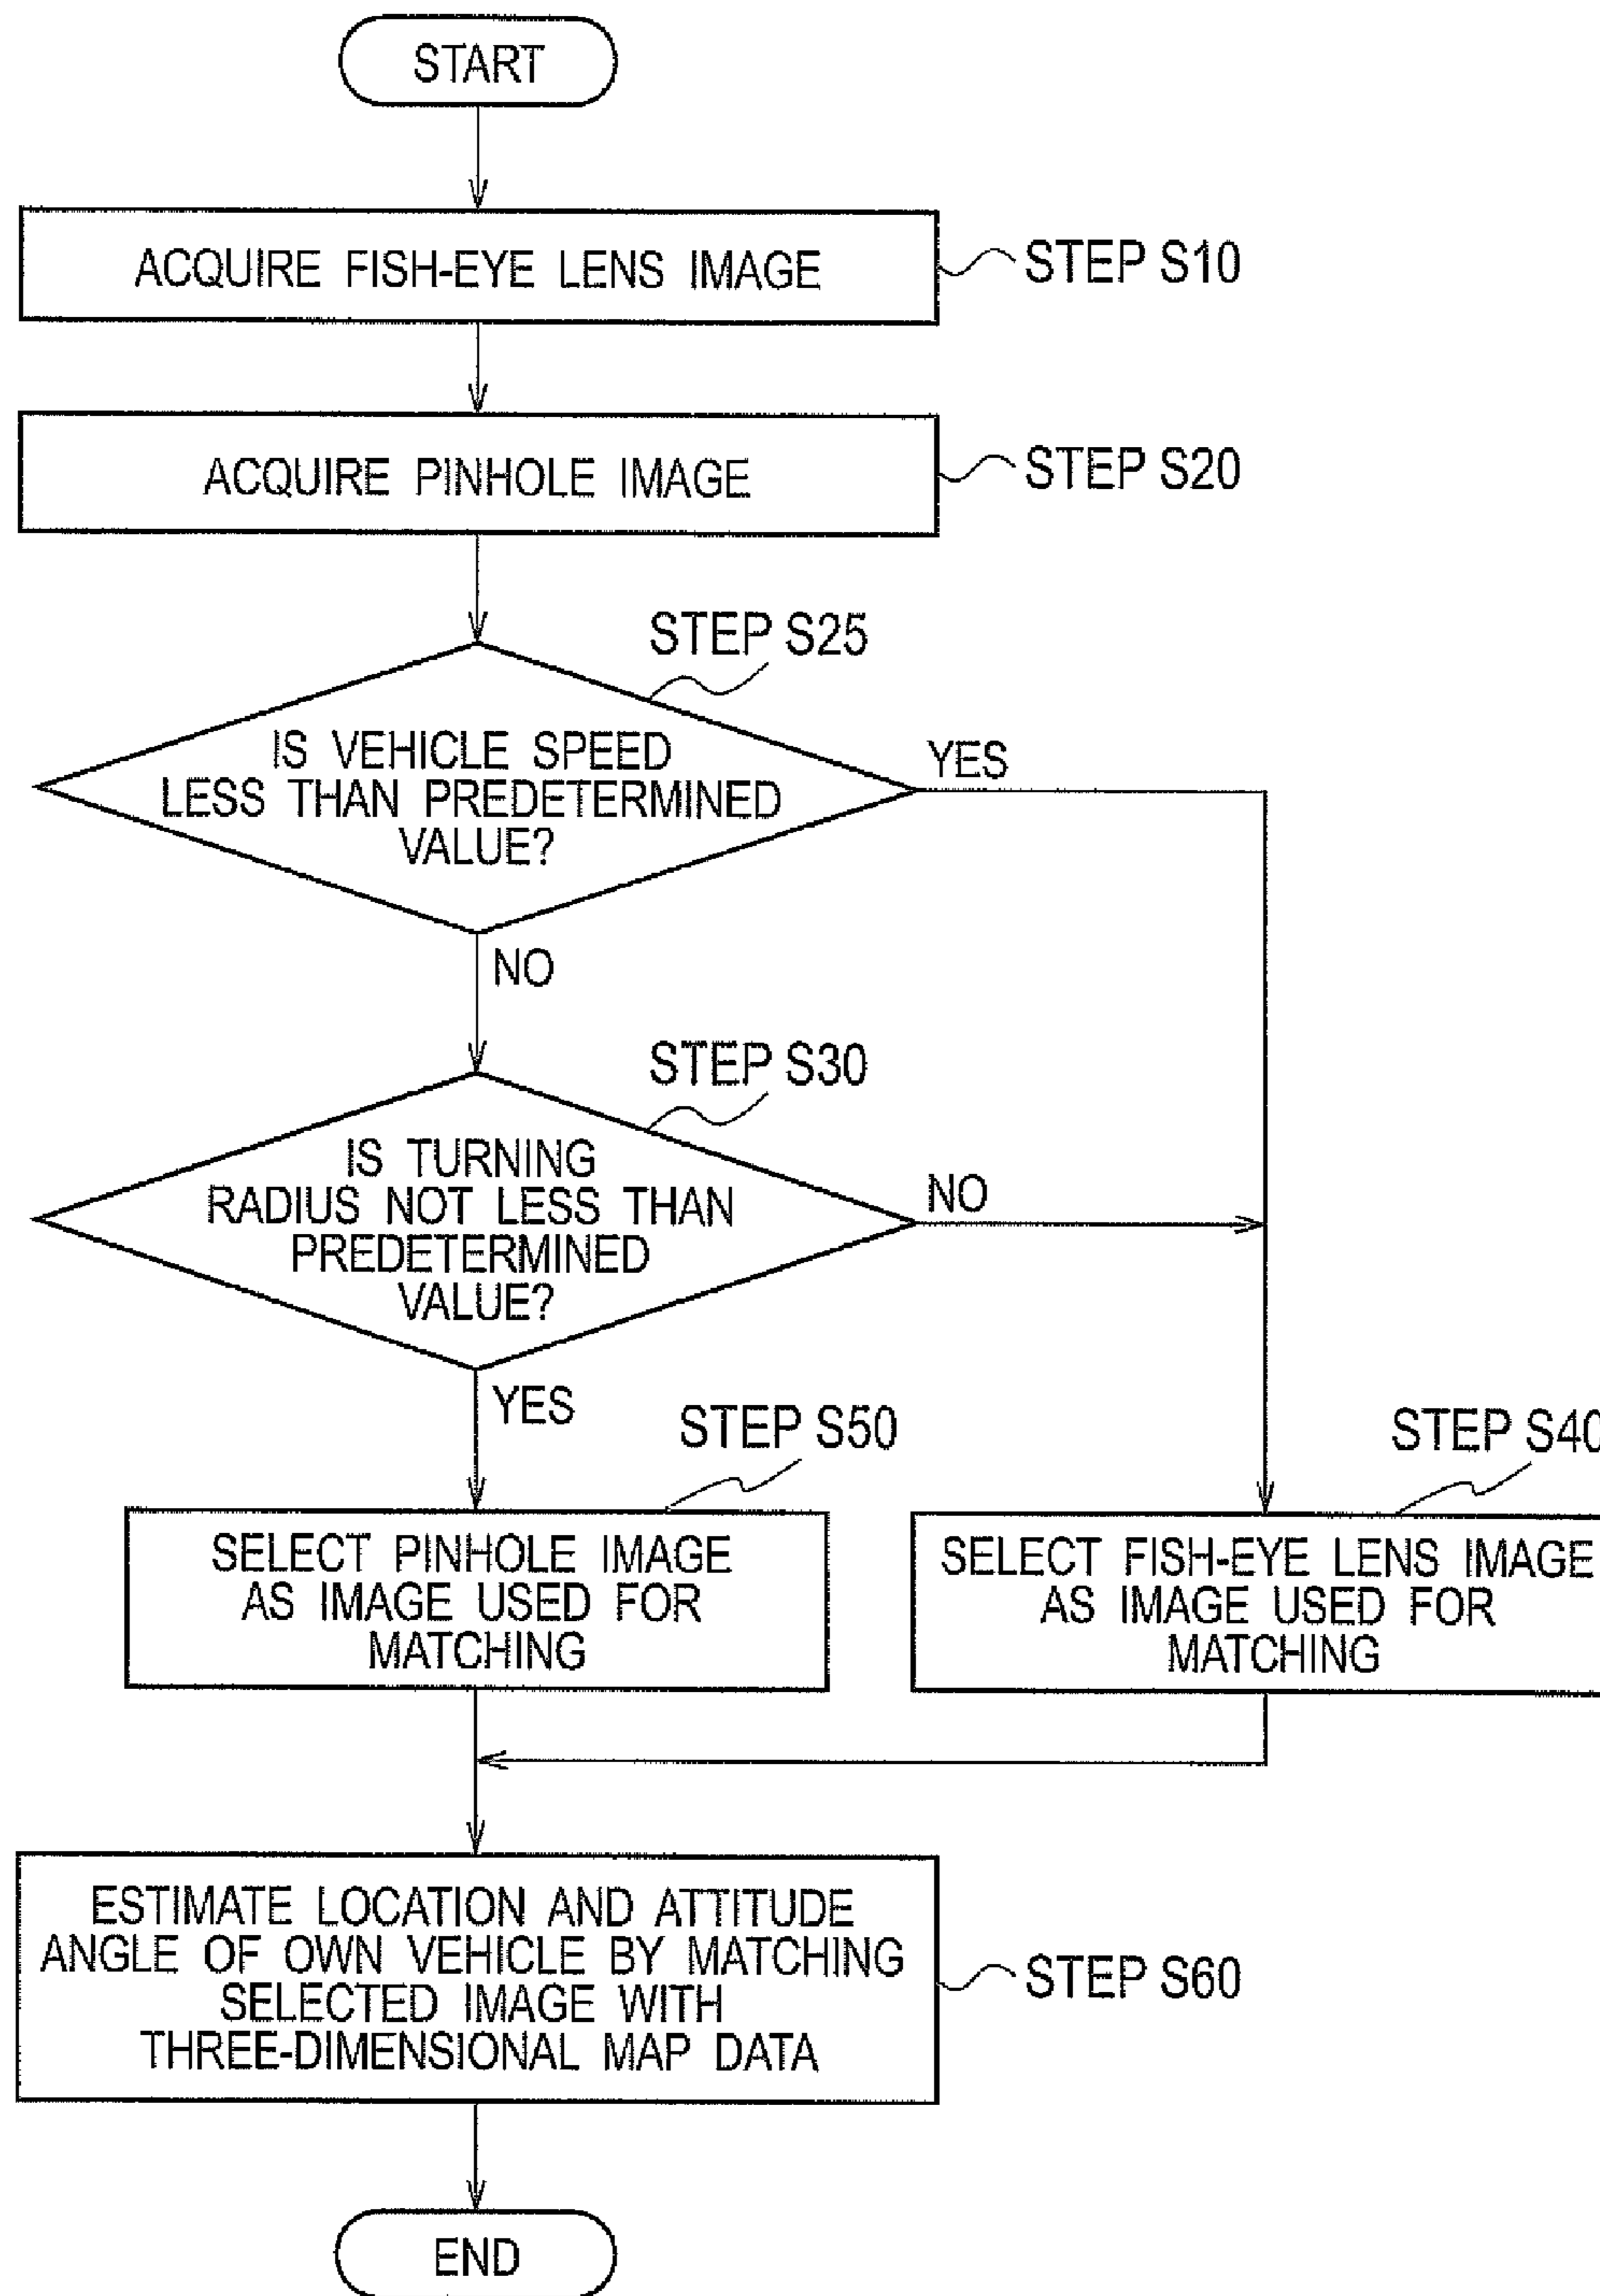 START
ACQUIRE FISH-EYE LENS IMAGE
STEP S10
ACQUIRE PINHOLE IMAGE
STEP S20
STEP S25
IS VEHICLE SPEED
LESS THAN PREDETERMINED
VALUE?
YES
NO
STEP S30
IS TURNING
RADIUS NOT LESS THAN
PREDETERMINED
VALUE?
NO
YES
STEP S50
SELECT PINHOLE IMAGE
AS IMAGE USED FOR
MATCHING
STEP S40
SELECT FISH-EYE LENS IMAGE
AS IMAGE USED FOR
MATCHING
ESTIMATE LOCATION AND ATTITUDE
ANGLE OF OWN VEHICLE BY MATCHING
SELECTED IMAGE WITH
THREE-DIMENSIONAL MAP DATA
STEP S60
END